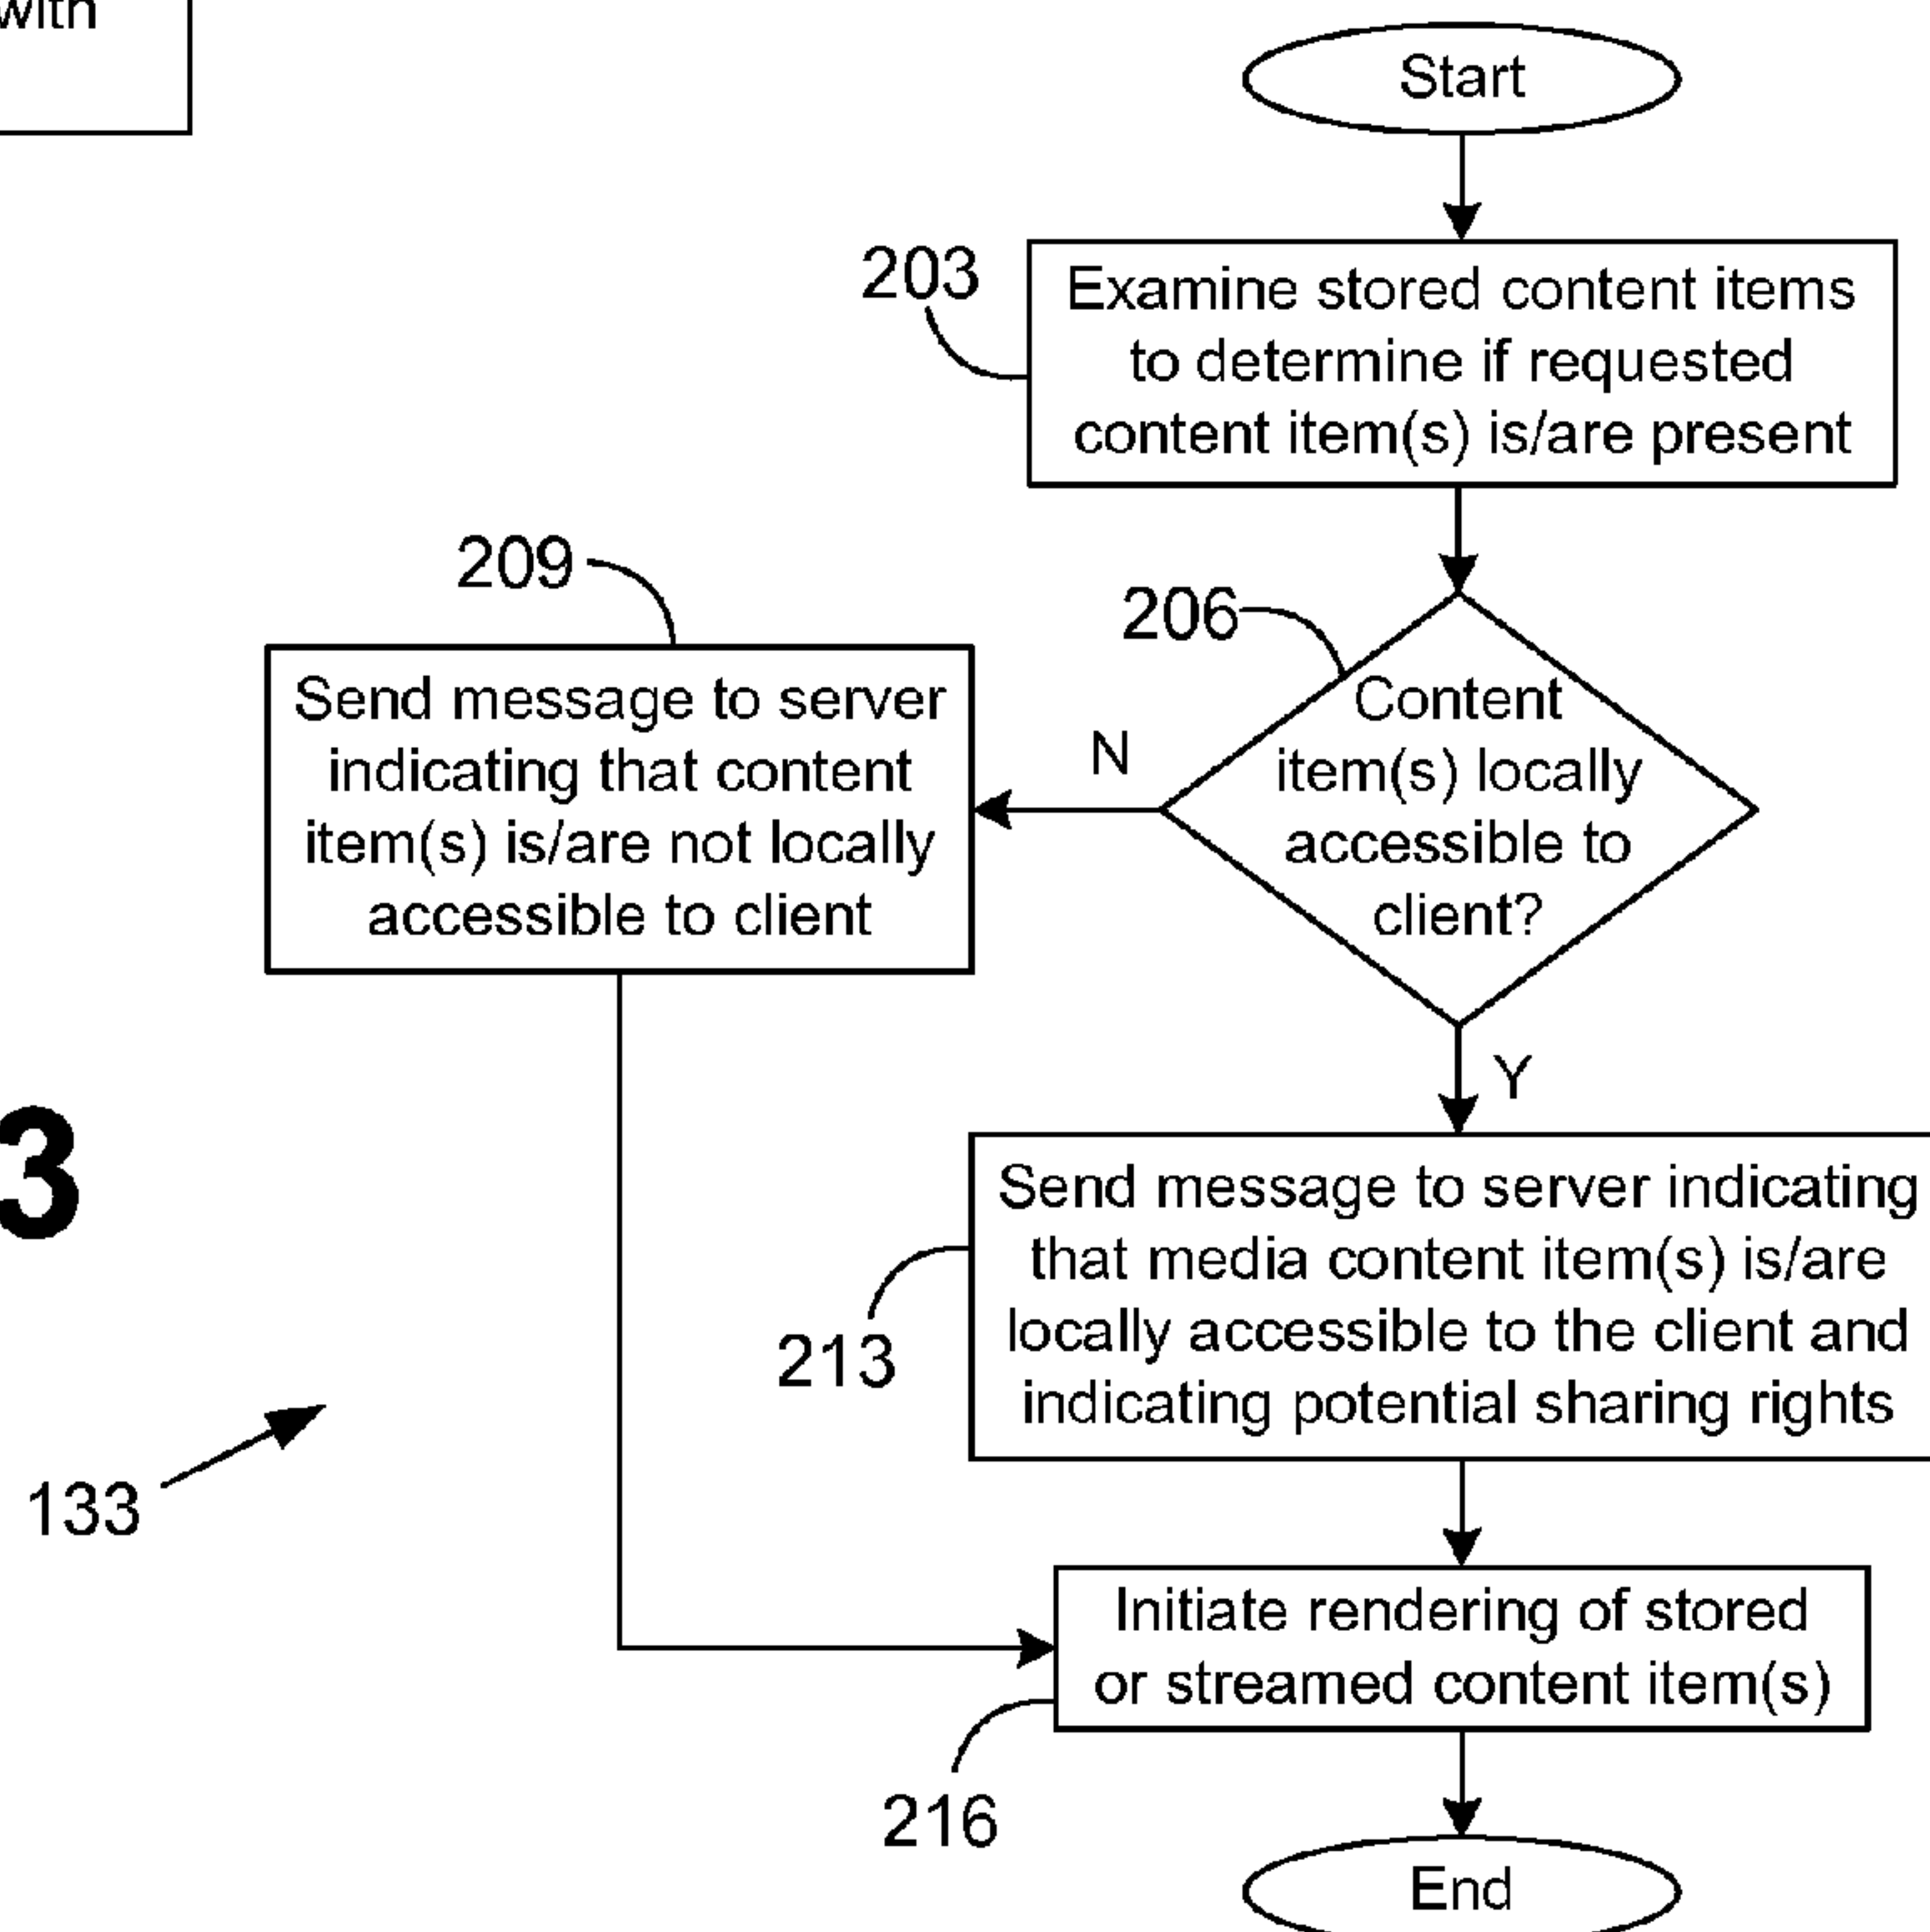 with
Start
203
Examine stored content items
to determine if requested
content item(s) is/are present
209
206
Send message to server
indicating that content
item(s) is/are not locally
accessible to client
N
Content
item(s) locally
accessible to
client?
Y
3
Send message to server indicating
that media content item(s) is/are
locally accessible to the client and
indicating potential sharing rights
213
133
Initiate rendering of stored
or streamed content item(s)
216
End